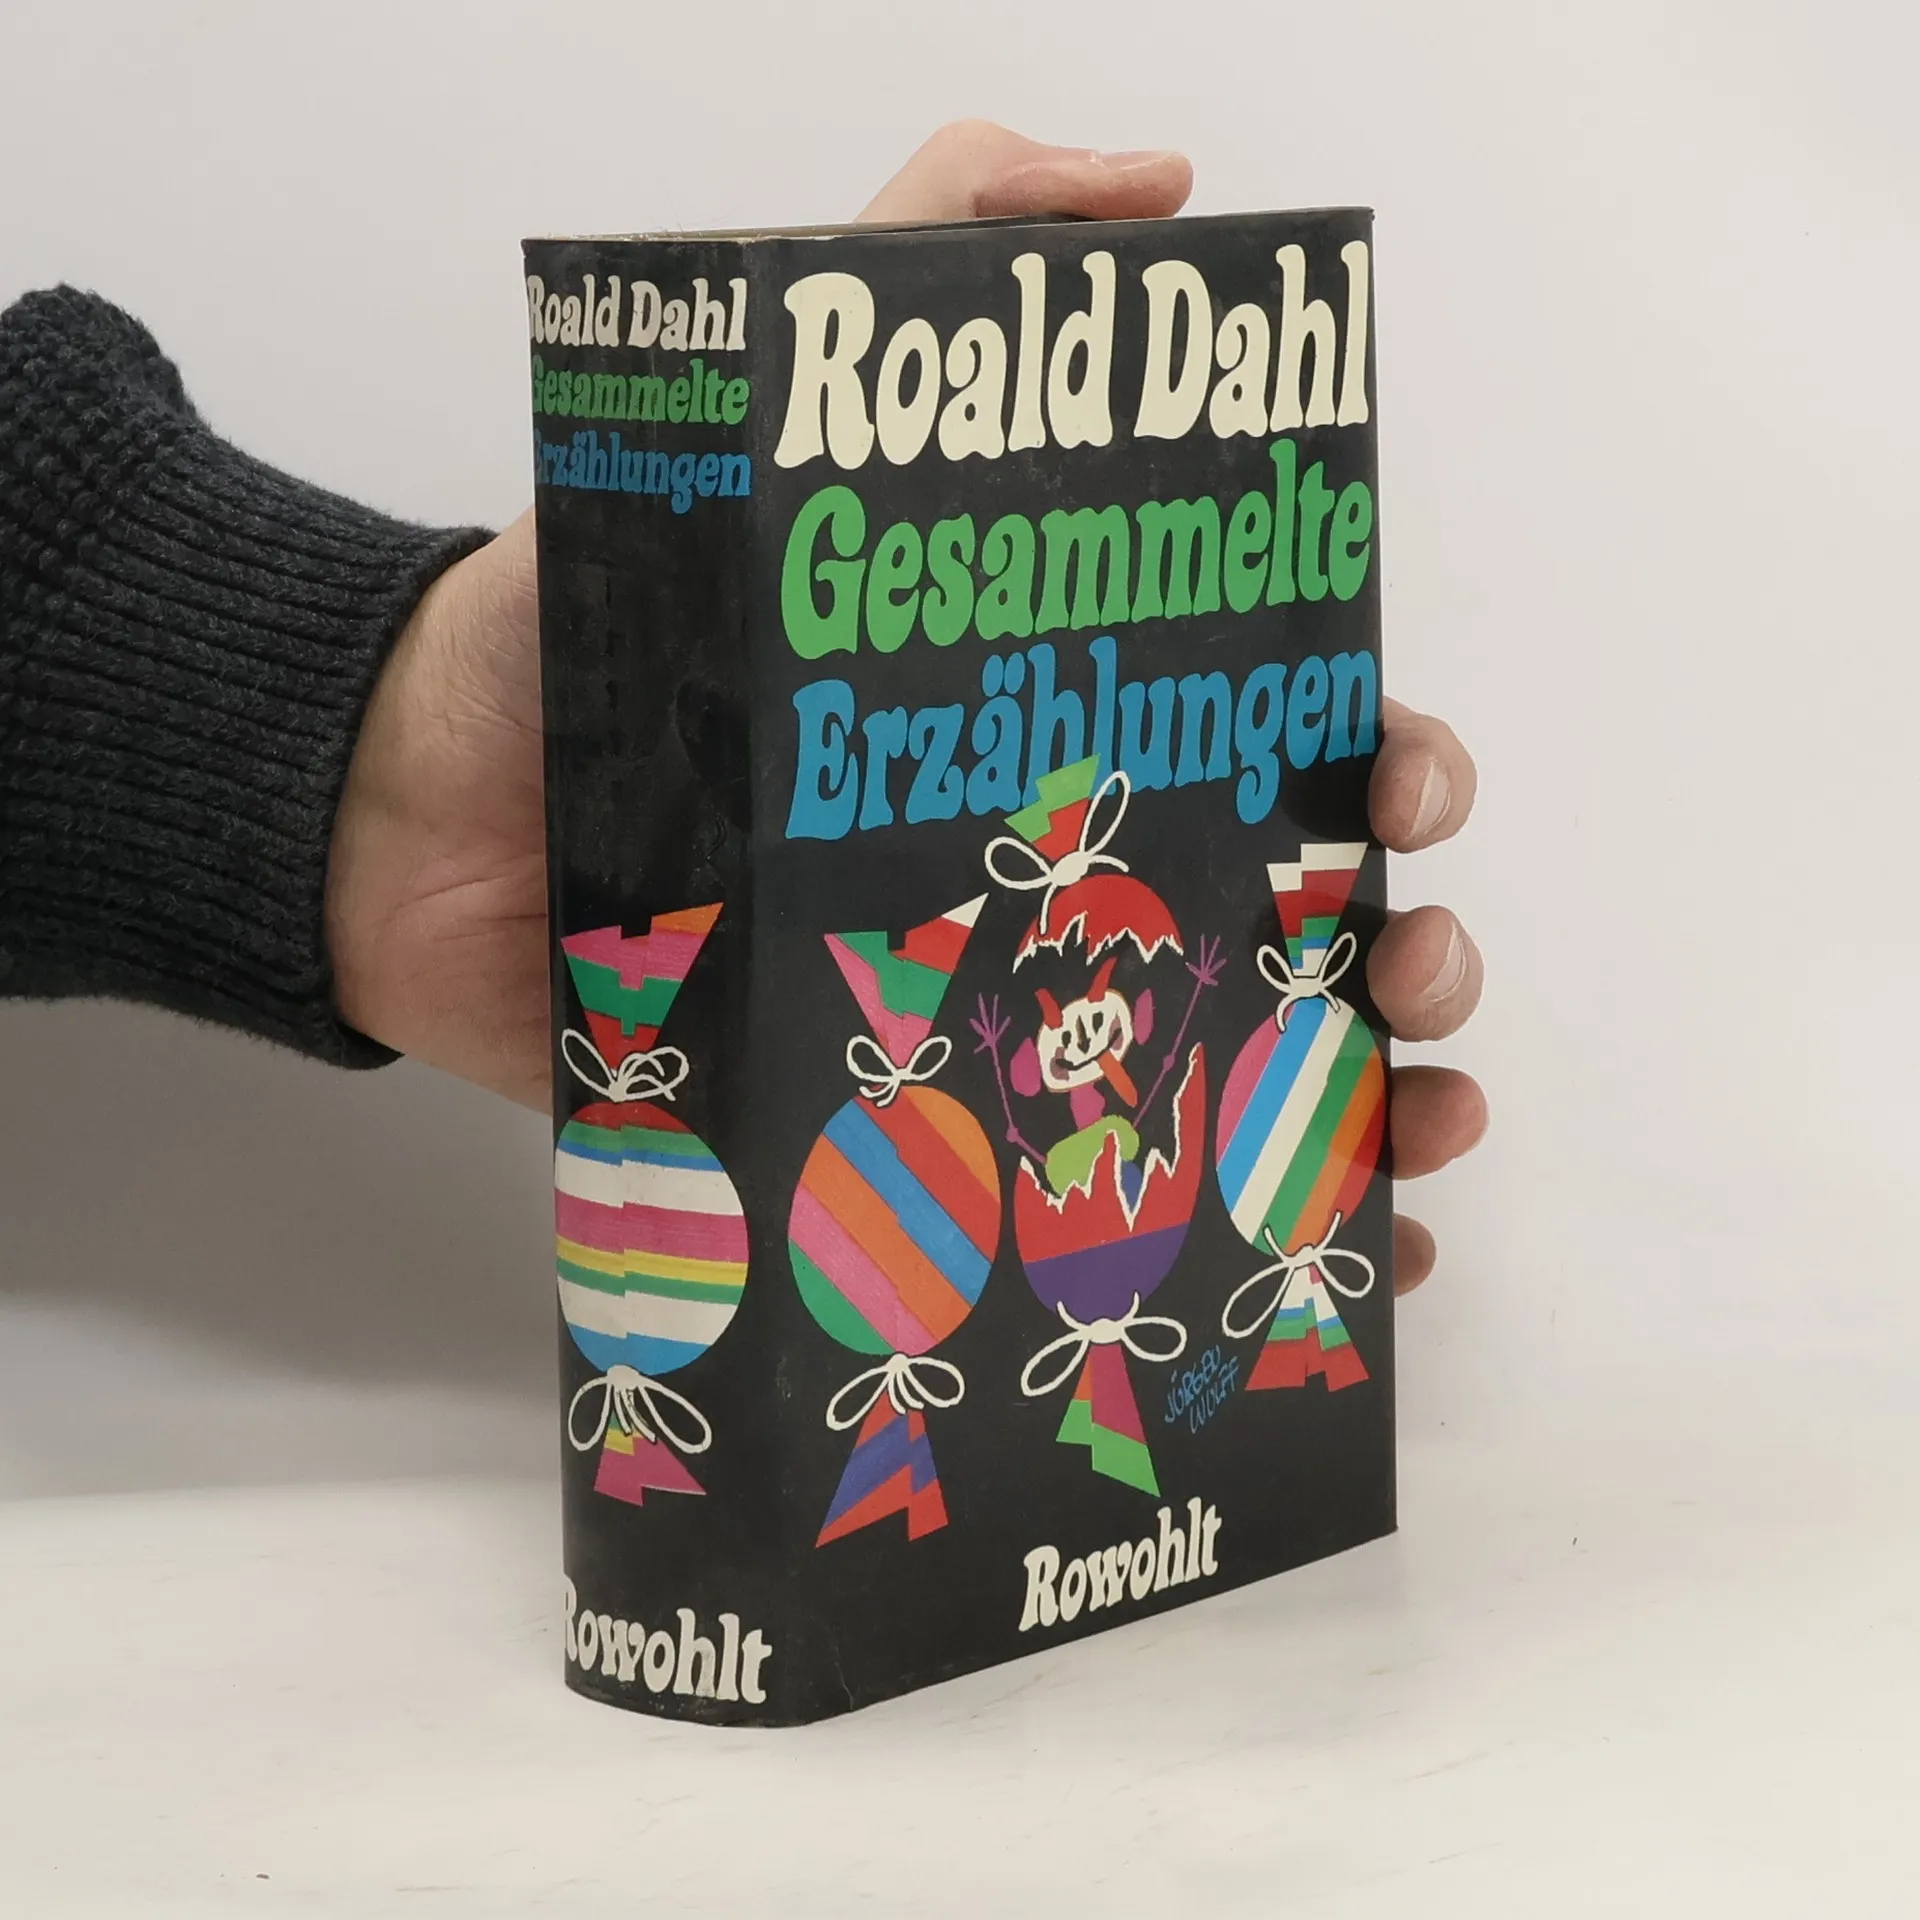 Roald Dahl
Gesammelte
Erzählungen
Rowohlt
Roald Dahl
Gesammelte
Erzählungen
JÜRGEN
WULFF
Rowohlt